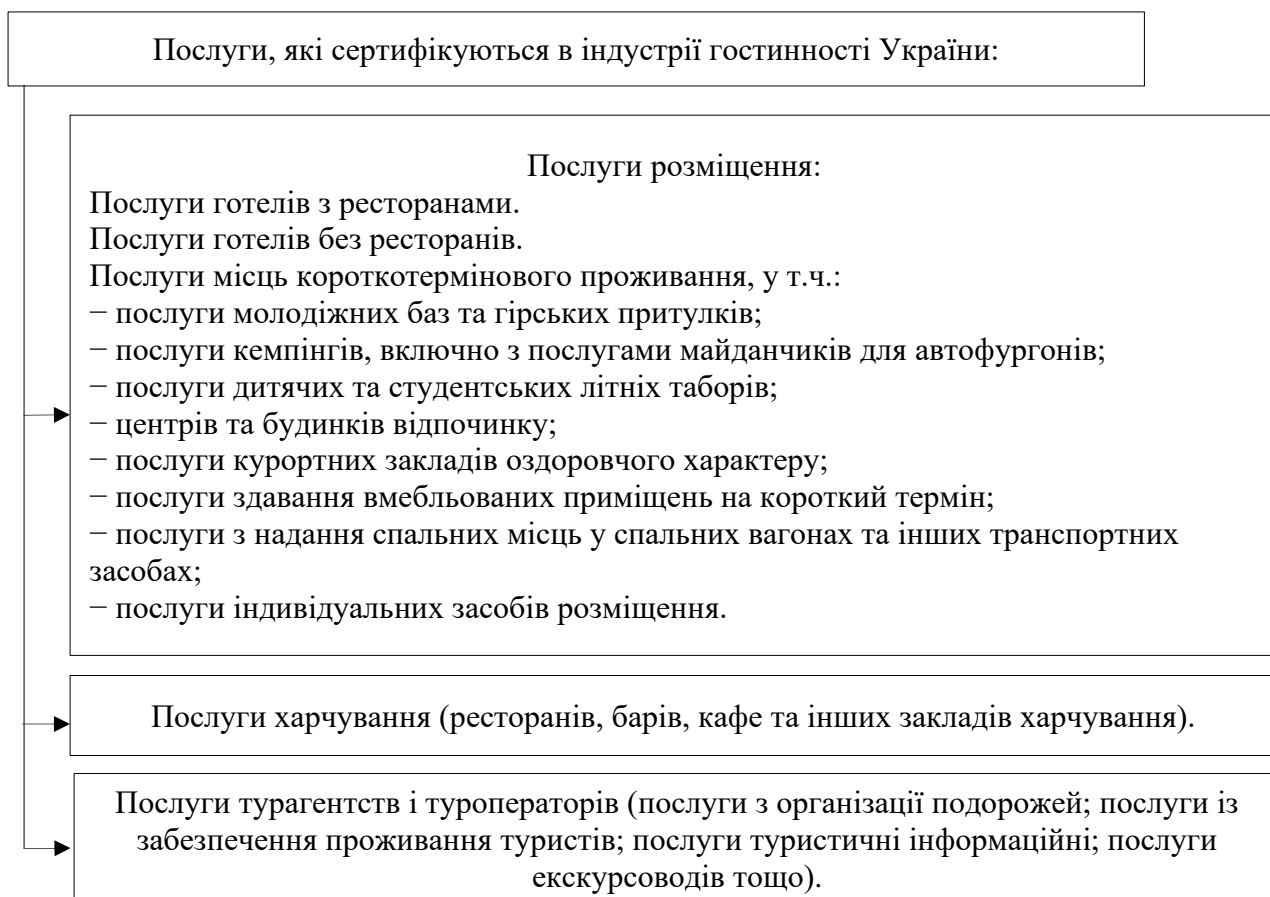 Послуги, які сертифікуються в індустрії гостинності України:
Послуги розміщення:
Послуги готелів з ресторанами.
Послуги готелів без ресторанів.
Послуги місць короткотермінового проживання, у т.ч.:
− послуги молодіжних баз та гірських притулків;
− послуги кемпінгів, включно з послугами майданчиків для автофургонів;
− послуги дитячих та студентських літніх таборів;
− центрів та будинків відпочинку;
− послуги курортних закладів оздоровчого характеру;
− послуги здавання вмебльованих приміщень на короткий термін;
− послуги з надання спальних місць у спальних вагонах та інших транспортних
засобах;
− послуги індивідуальних засобів розміщення.
Послуги харчування (ресторанів, барів, кафе та інших закладів харчування).
Послуги турагентств і туроператорів (послуги з організації подорожей; послуги із
забезпечення проживання туристів; послуги туристичні інформаційні; послуги
екскурсоводів тощо).